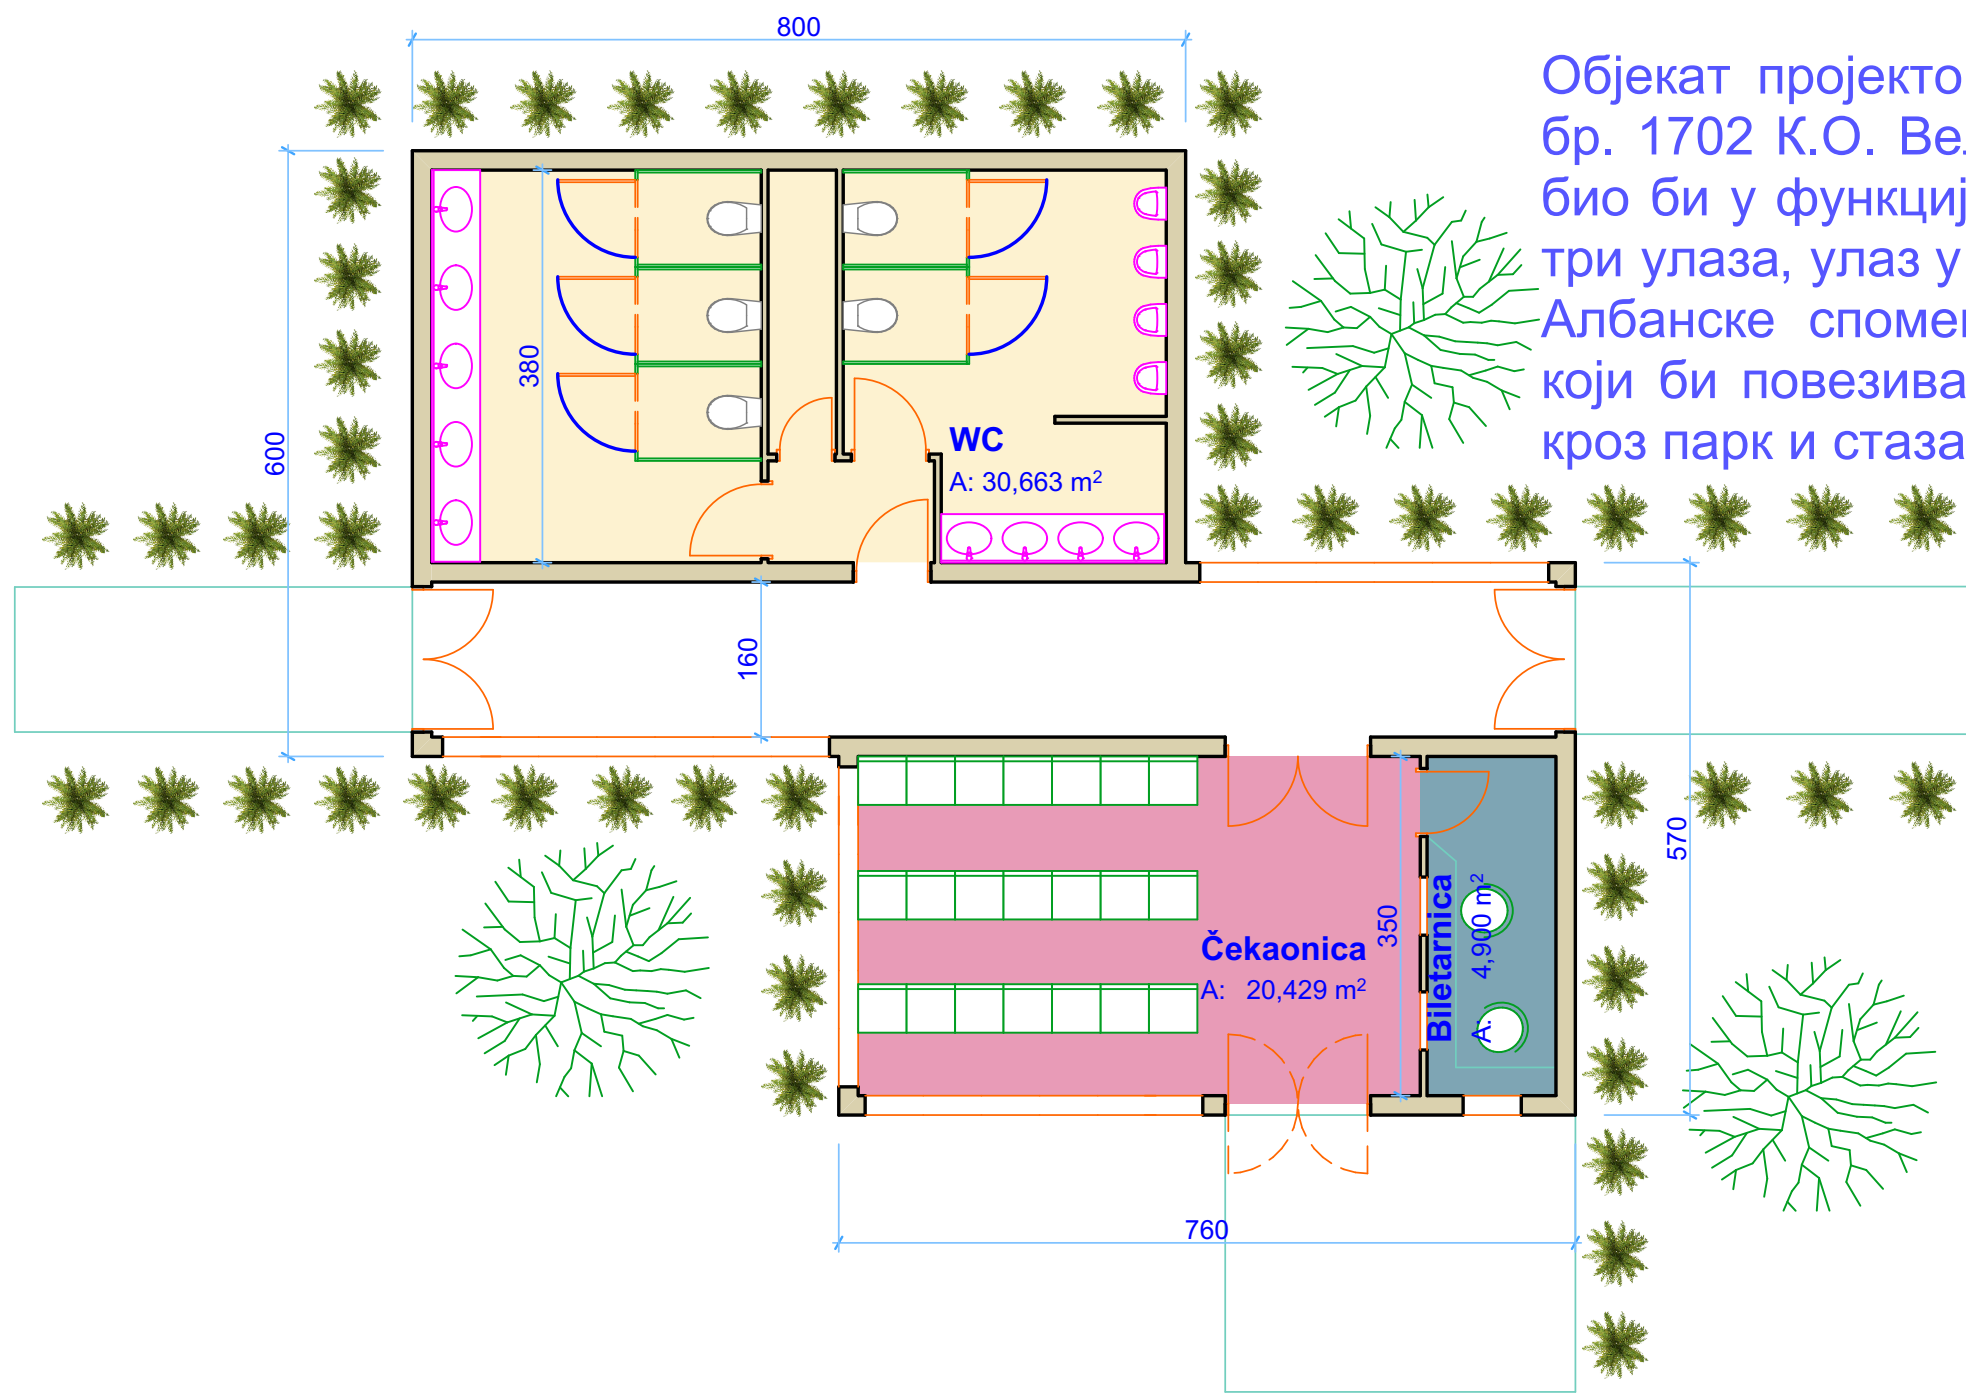 800
Објекат пројекто
бр. 1702 К.О. Ве
био би у функциј
три улаза, улаз у
Албанске споме
који би повезива
кроз парк и стаза
600
380
WC
A: 30,663 m²
160
570
350
Čekaonica
A: 20,429 m²
Biletarnica
A: 4,900 m²
760